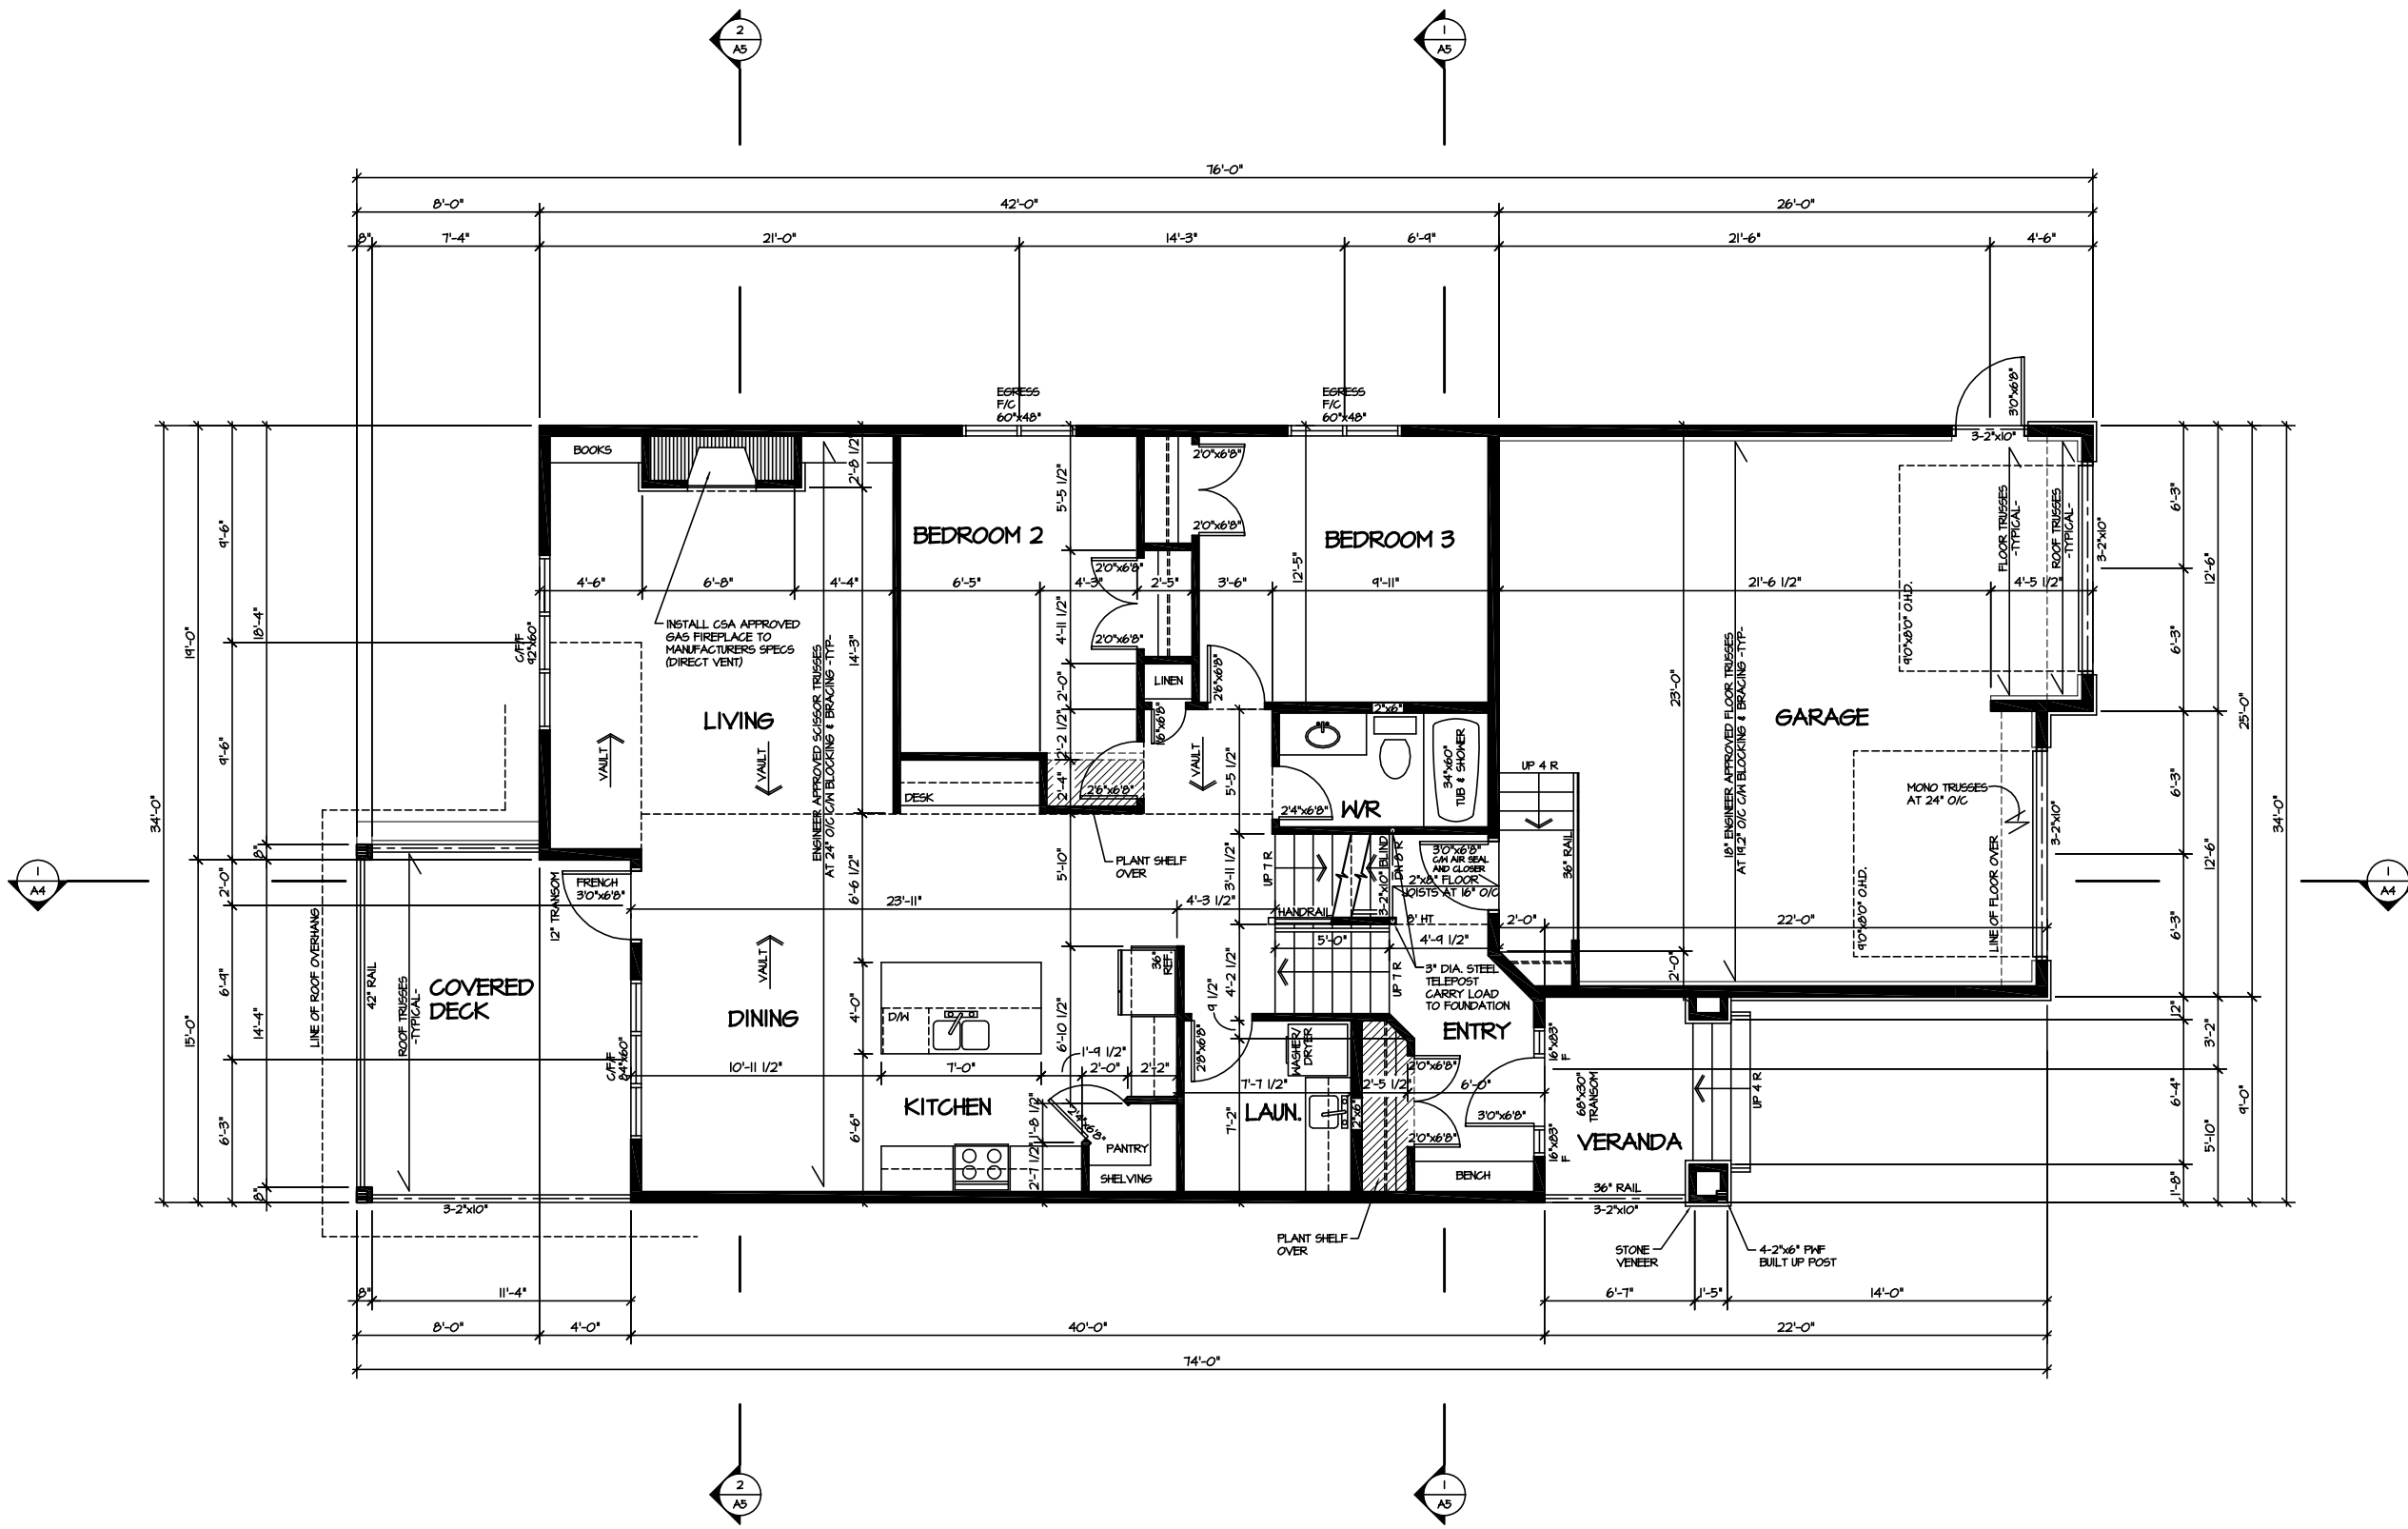 2
A5
1
A5
76'-0"
8'-0"
42'-0"
26'-0"
8"
7'-4"
21'-0"
14'-3"
6'-9"
21'-6"
4'-6"
EGRESS
F/C
60"x48"
EGRESS
F/C
60"x48"
3'0"x6'8"
3-2"x10"
BOOKS
2'-8 1/2"
5'-5 1/2"
2'0"x6'8"
2'0"x6'8"
BEDROOM 2
BEDROOM 3
12'-5"
FLOOR TRUSSES
-TYPICAL-
ROOF TRUSSES
-TYPICAL-
3-2"x10"
6'-3"
12'-6"
25'-0"
34'-0"
9'-6"
18'-4"
19'-0"
34'-0"
4'-6"
6'-8"
4'-4"
6'-5"
4'-3"
2'-5"
3'-6"
9'-11"
21'-6 1/2"
4'-5 1/2"
2'0"x6'8"
2'0"x6'8"
4'-11 1/2"
9'0"x8'0" O.H.D.
INSTALL CSA APPROVED
GAS FIREPLACE TO
MANUFACTURERS SPECS
(DIRECT VENT)
C/F/F
92"x60"
ENGINEER APPROVED SCISSOR TRUSSES
AT 24" O/C C/W BLOCKING & BRACING -TYP-
14'-3"
2'-0"
LINEN
2'6"x6'8"
1'6"x6'8"
2"x6"
23'-0"
18" ENGINEER APPROVED FLOOR TRUSSES
AT 19.2" O/C C/W BLOCKING & BRACING -TYP-
6'-3"
LIVING
GARAGE
9'-6"
VAULT
VAULT
VAULT
2'-2 1/2"
2'-4"
5'-5 1/2"
34"x60"
TUB & SHOWER
UP 4 R
MONO TRUSSES
AT 24" O/C
6'-3"
DESK
2'6"x6'8"
2'4"x6'8"
W/R
3-2"x10"
PLANT SHELF
OVER
5'-10"
6'-6 1/2"
UP 7 R
3'-11 1/2"
3-2"x10" BLIND
DN 8 R
3'0"x6'8"
C/W AIR SEAL
AND CLOSER
2"x8" FLOOR
JOISTS AT 16" O/C
36" RAIL
12'-6"
1
A4
1
A4
8"
2'-0"
FRENCH
3'0"x6'8"
12" TRANSOM
23'-11"
4'-3 1/2"
HANDRAIL
8' HT
2'-0"
22'-0"
9'0"x8'0" O.H.D.
LINE OF FLOOR OVER
6'-3"
LINE OF ROOF OVERHANG
42" RAIL
ROOF TRUSSES
-TYPICAL-
COVERED
DECK
VAULT
36"
REF.
5'-0"
4'-9 1/2"
4'-2 1/2"
UP 7 R
3" DIA. STEEL
TELEPOST
CARRY LOAD
TO FOUNDATION
2'-0"
6'-9"
14'-4"
15'-0"
DINING
4'-0"
D/W
6'-10 1/2"
9 1/2"
ENTRY
12"
3'-2"
C/F/F
84"x60"
1'-9 1/2"
2'8"x6'8"
WASHER/
DRYER
16"x83"
F
10'-11 1/2"
7'-0"
2'-0"
2'-2"
7'-7 1/2"
2'-5 1/2"
2'0"x6'8"
6'-0"
68"x30"
TRANSOM
UP 4 R
6'-4"
9'-0"
KITCHEN
2'4"x6'8"
LAUN.
7'-2"
2"x6"
3'0"x6'8"
6'-3"
6'-6"
1'-8 1/2"
2'-7 1/2"
PANTRY
SHELVING
2'0"x6'8"
BENCH
16"x83"
F
VERANDA
5'-10"
1'-8"
8"
3-2"x10"
36" RAIL
3-2"x10"
PLANT SHELF
OVER
STONE
VENEER
4-2"x6" PWF
BUILT UP POST
8"
11'-4"
6'-7"
1'-5"
14'-0"
8'-0"
4'-0"
40'-0"
22'-0"
74'-0"
2
A5
1
A5